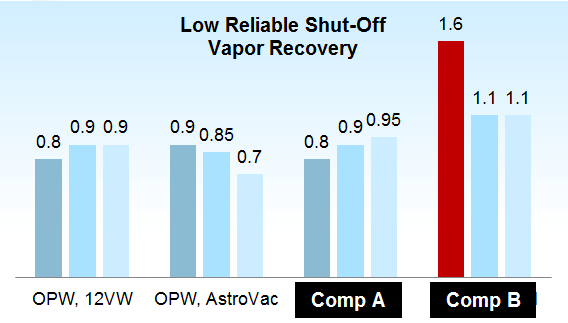 Low Reliable Shut-Off
Vapor Recovery
0.8 0.9 0.9 0.9 0.85 0.7 0.8 0.9 0.95 1.6 1.1 1.1
OPW, 12VW OPW, AstroVac Comp A Comp B